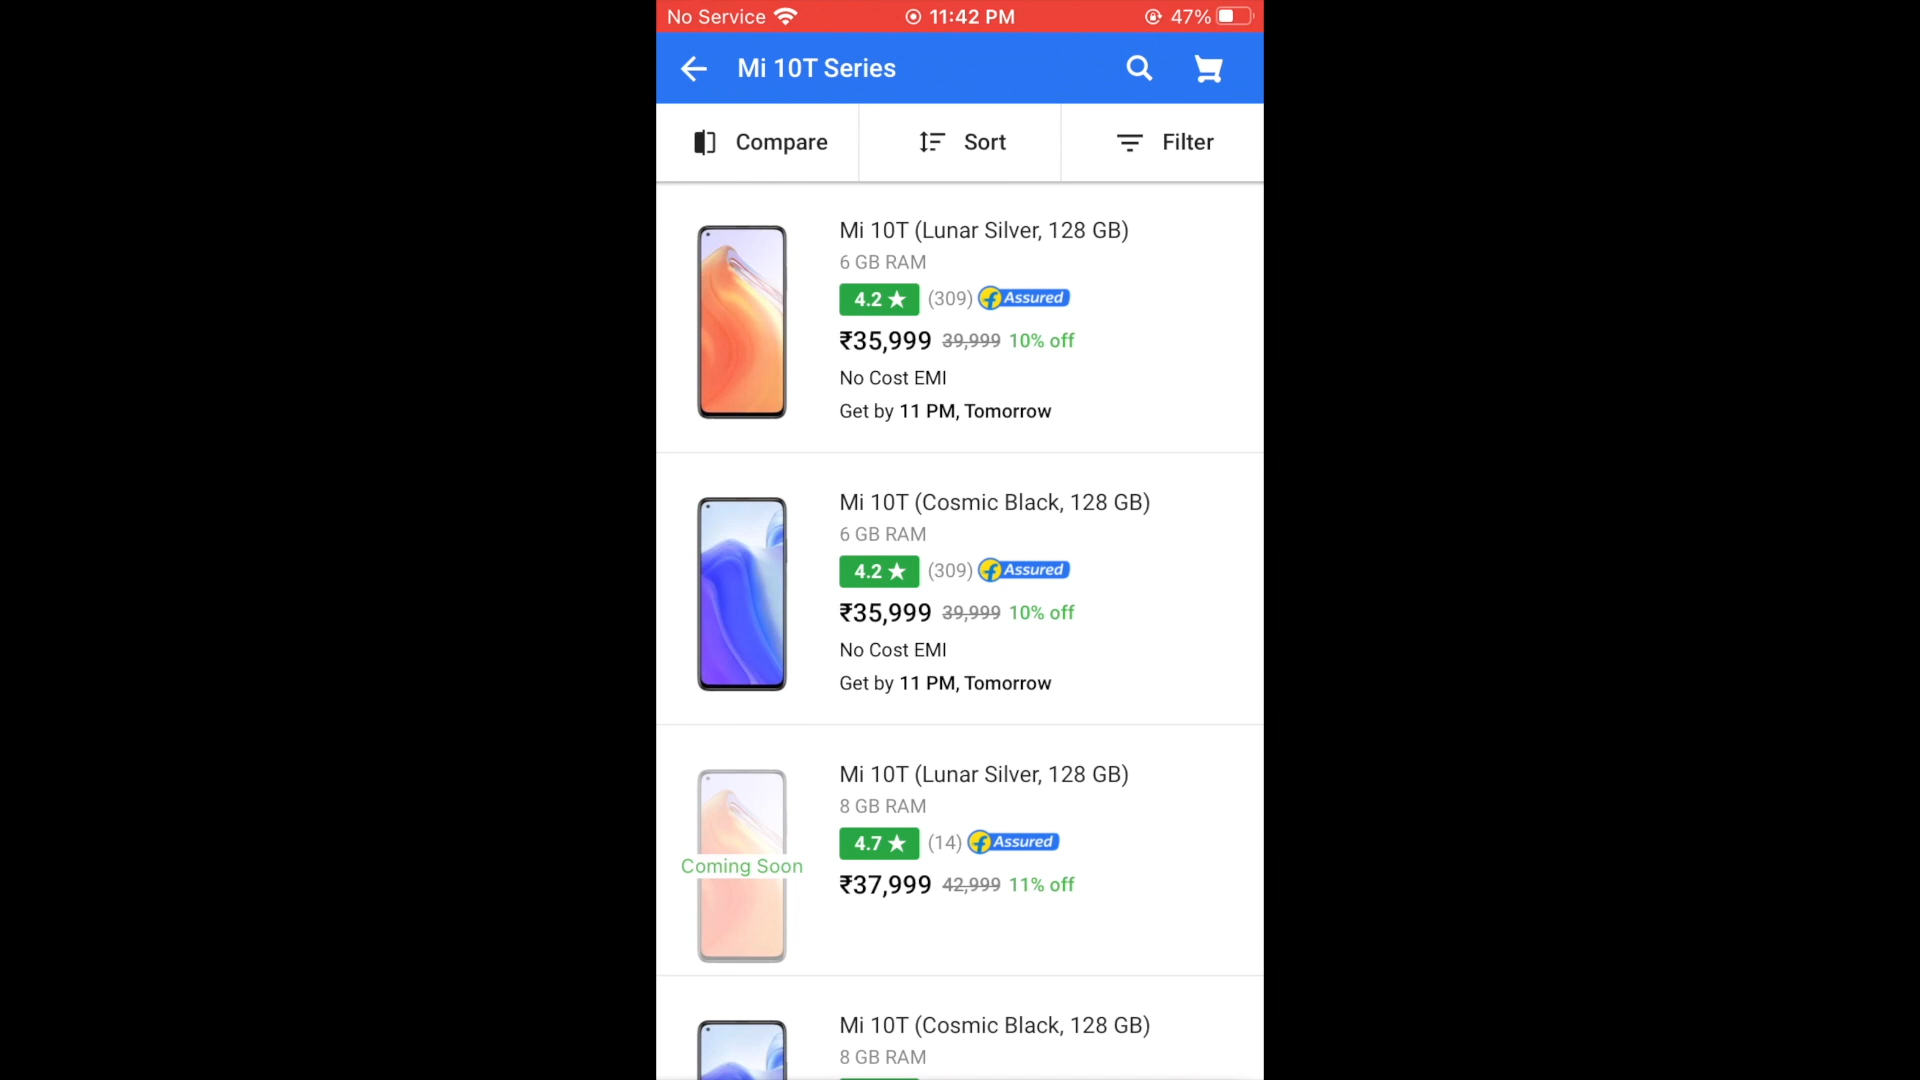 No Service 11:42 PM 47%
Mi 10T Series
Compare Sort Filter
Mi 10T (Lunar Silver, 128 GB)
6 GB RAM
4.2 (309) f Assured
₹35,999 39,999 10% off
No Cost EMI
Get by 11 PM, Tomorrow
Mi 10T (Cosmic Black, 128 GB)
6 GB RAM
4.2 (309) f Assured
₹35,999 39,999 10% off
No Cost EMI
Get by 11 PM, Tomorrow
Mi 10T (Lunar Silver, 128 GB)
8 GB RAM
4.7 (14) f Assured
Coming Soon
₹37,999 42,999 11% off
Mi 10T (Cosmic Black, 128 GB)
8 GB RAM